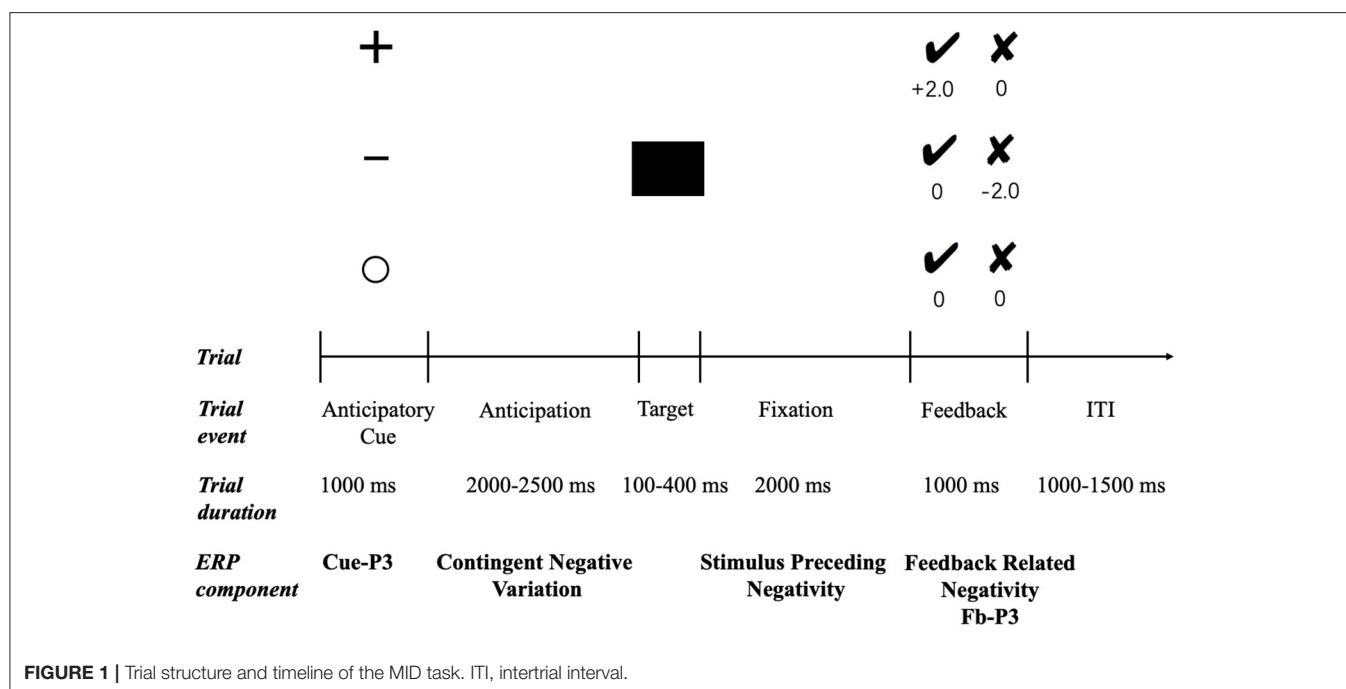 +2.0 0
0 -2.0
0 0
Trial
Trial Anticipatory Anticipation Target Fixation Feedback ITI
event Cue
Trial 1000 ms 2000-2500 ms 100-400 ms 2000 ms 1000 ms 1000-1500 ms
duration
ERP Cue-P3 Contingent Negative Stimulus Preceding Feedback Related
component Variation Negativity Negativity
Fb-P3
FIGURE 1 | Trial structure and timeline of the MID task. ITI, intertrial interval.